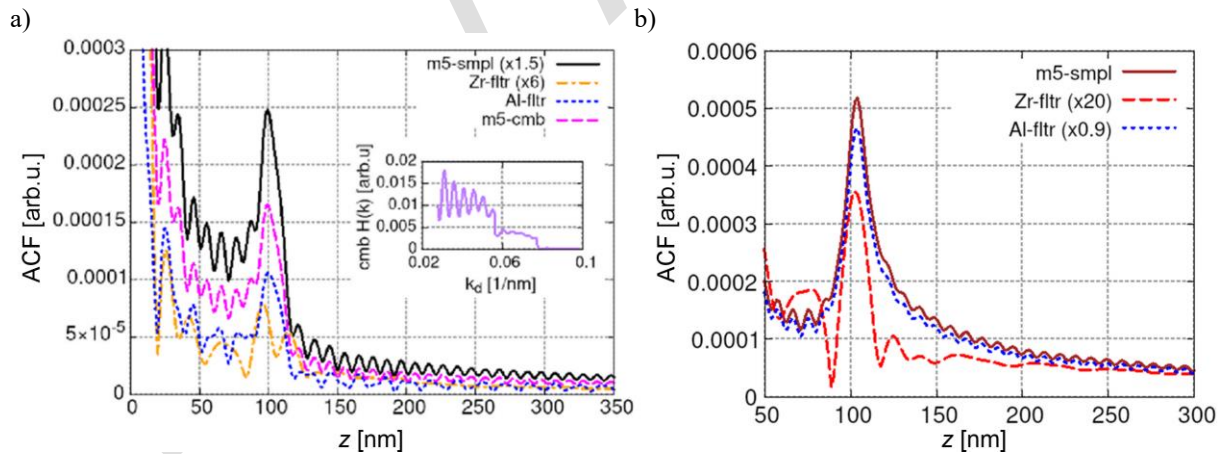 a)
b)
0.0003
0.00025
0.0002
0.00015
0.0001
5×10⁻⁵
0
ACF [arb.u.]
m5-smpl (x1.5)
Zr-fltr (x6)
Al-fltr
m5-cmb
0.02
0.015
0.01
0.005
0
cmb H(k) [arb.u]
0.02 0.06 0.1
k_d [1/nm]
0 50 100 150 200 250 300 350
z [nm]
0.0006
0.0005
0.0004
0.0003
0.0002
0.0001
0
ACF [arb.u.]
m5-smpl
Zr-fltr (x20)
Al-fltr (x0.9)
50 100 150 200 250 300
z [nm]